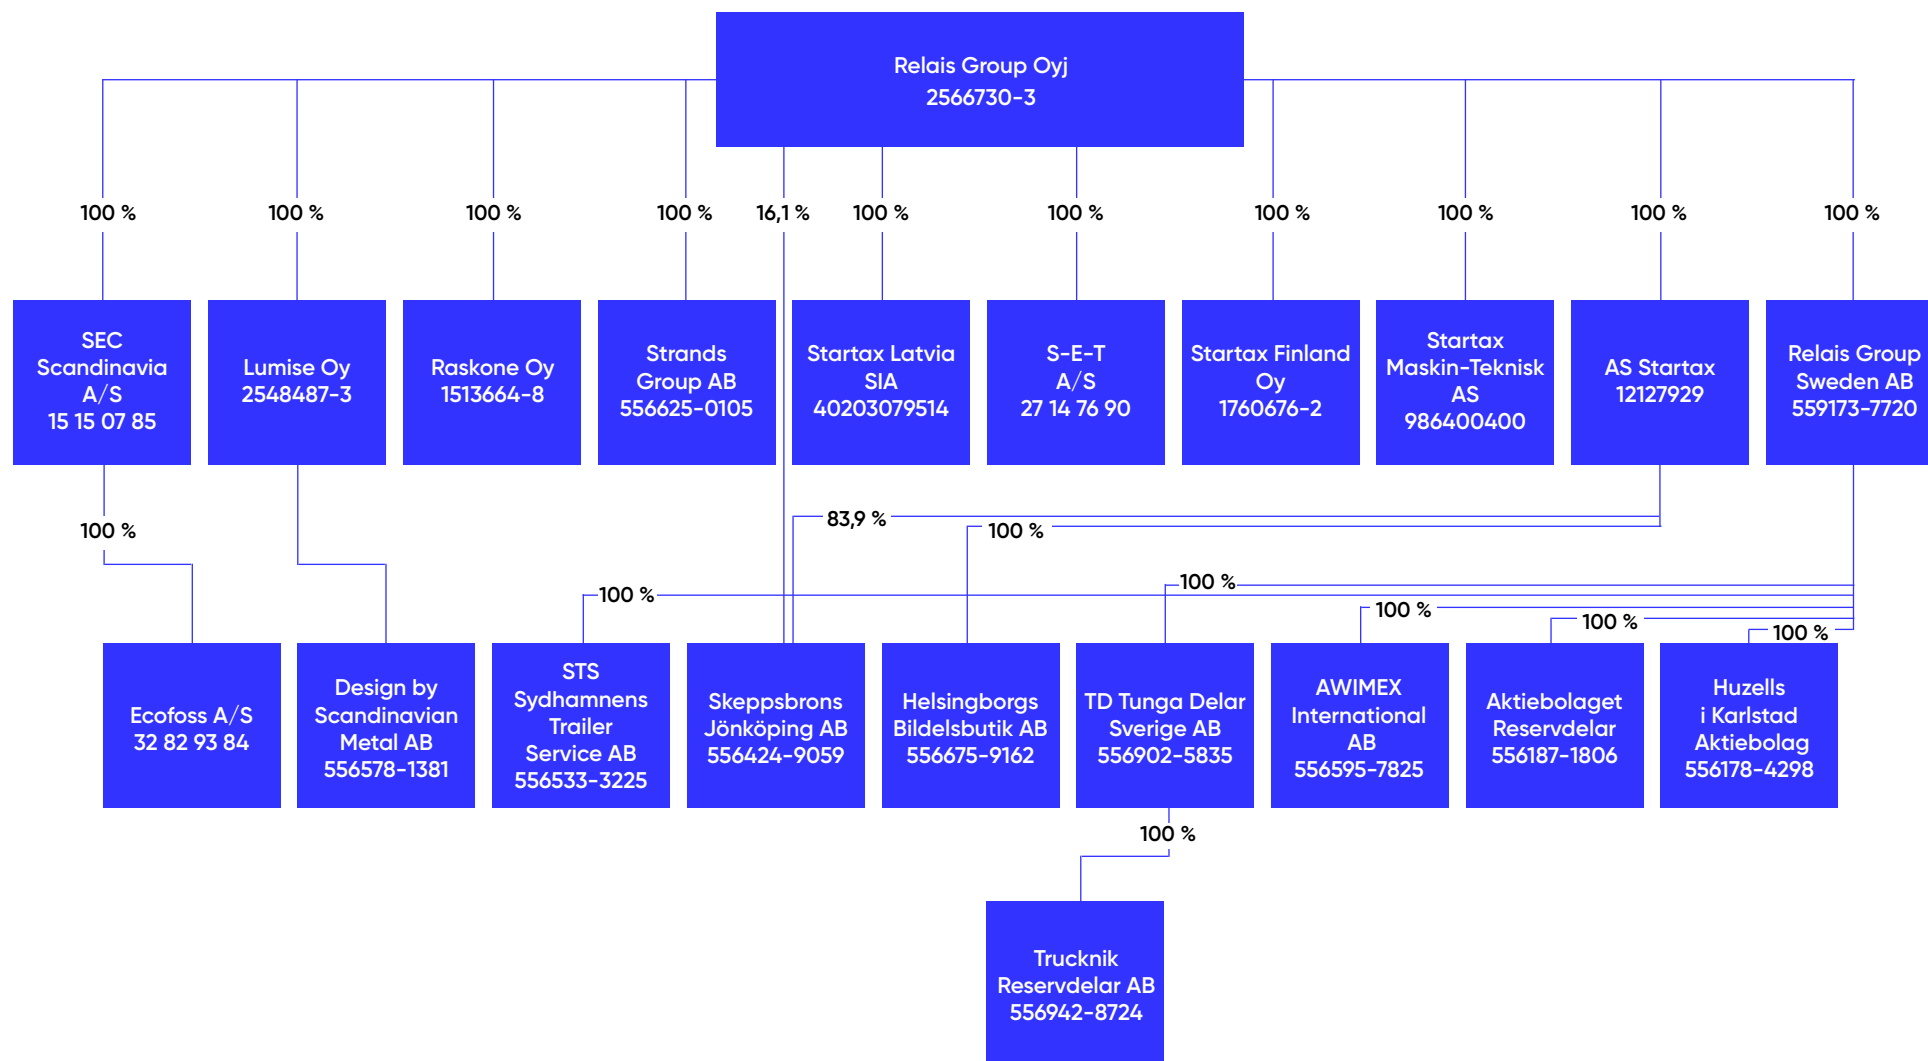 Relais Group Oyj
2566730-3
100 %
100 %
100 %
100 %
16,1 %
100 %
100 %
100 %
100 %
100 %
100 %
SEC
Scandinavia
A/S
15 15 07 85
Lumise Oy
2548487-3
Raskone Oy
1513664-8
Strands
Group AB
556625-0105
Startax Latvia
SIA
40203079514
S-E-T
A/S
27 14 76 90
Startax Finland
Oy
1760676-2
Startax
Maskin-Teknisk
AS
986400400
AS Startax
12127929
Relais Group
Sweden AB
559173-7720
100 %
83,9 %
100 %
100 %
100 %
100 %
100 %
100 %
Ecofoss A/S
32 82 93 84
Design by
Scandinavian
Metal AB
556578-1381
STS
Sydhamnens
Trailer
Service AB
556533-3225
Skeppsbrons
Jönköping AB
556424-9059
Helsingborgs
Bildelsbutik AB
556675-9162
TD Tunga Delar
Sverige AB
556902-5835
AWIMEX
International
AB
556595-7825
Aktiebolaget
Reservdelar
556187-1806
Huzells
i Karlstad
Aktiebolag
556178-4298
100 %
Trucknik
Reservdelar AB
556942-8724